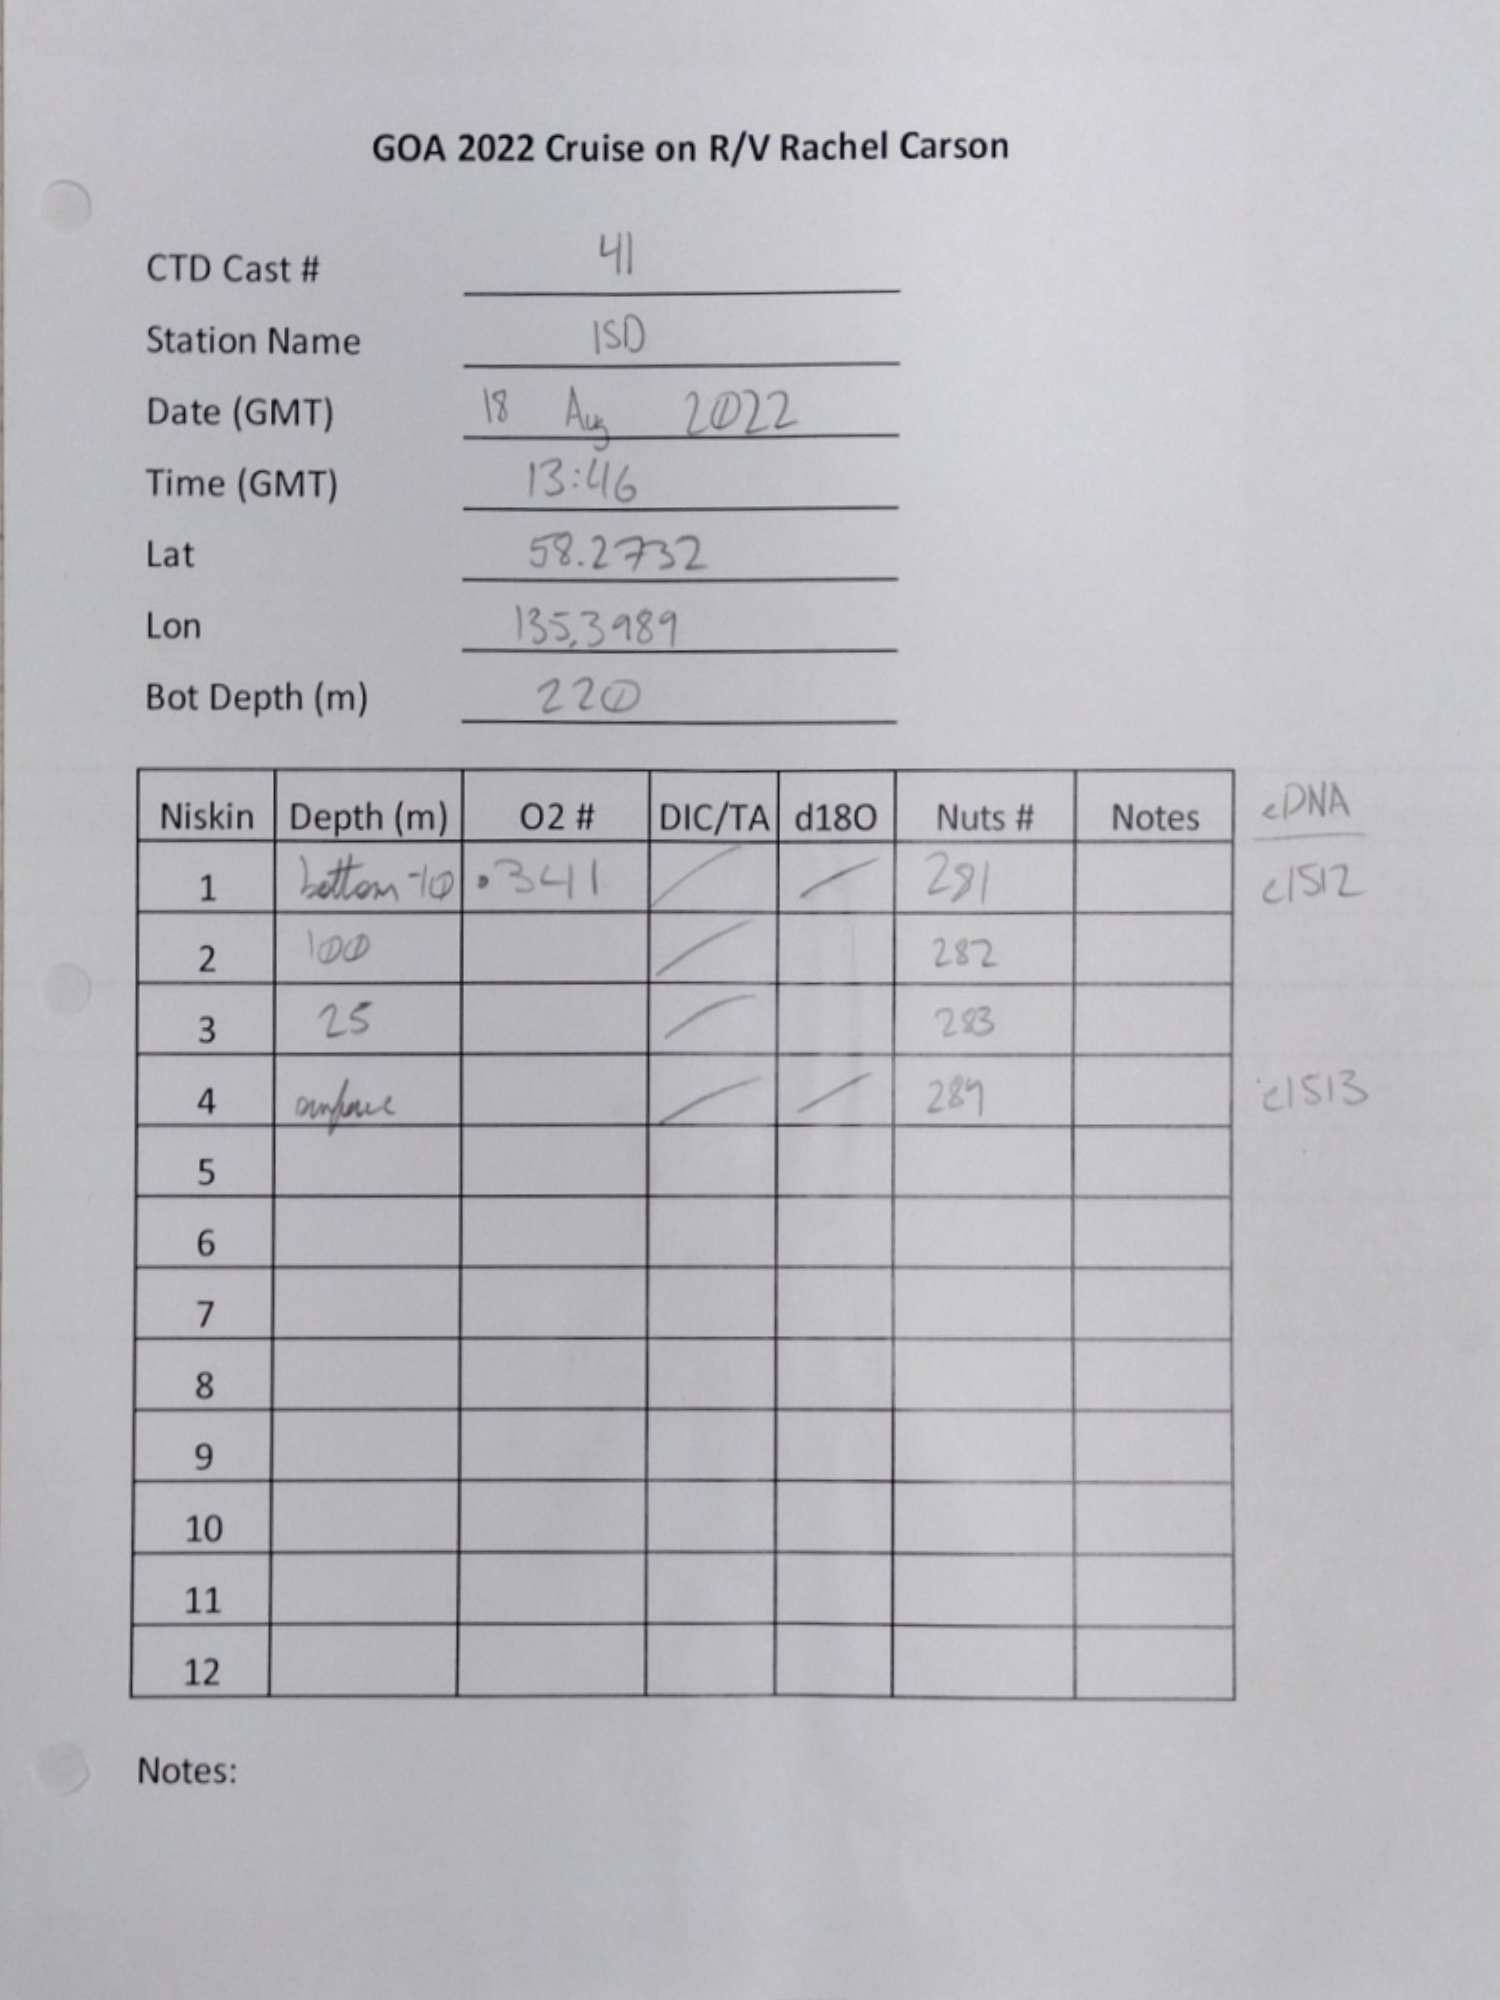 GOA 2022 Cruise on R/V Rachel Carson
CTD Cast # 41
Station Name ISD
Date (GMT) 18 Aug 2022
Time (GMT) 13:46
Lat 58.2732
Lon 135.3989
Bot Depth (m) 220
Niskin Depth (m) O2 # DIC/TA d18O Nuts # Notes eDNA
1 bottom-10 .341 / / 281 e1512
2 100 / 282
3 25 / 283
4 surface / / 284 e1513
5
6
7
8
9
10
11
12
Notes: